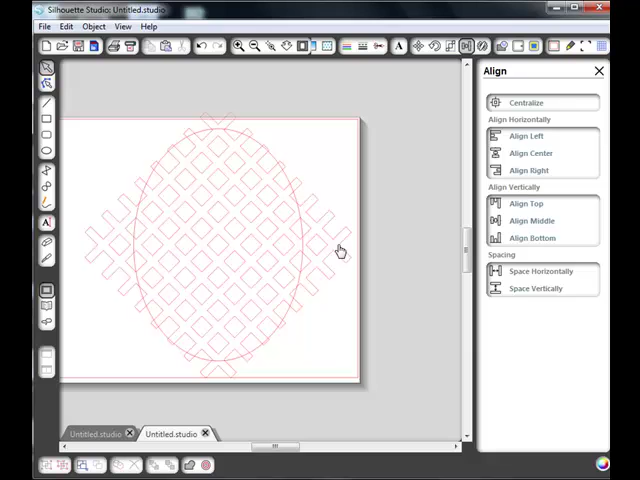 Silhouette Studio: Untitled.studio
File Edit Object View Help
Align
Centralize
Align Horizontally
Align Left
Align Center
Align Right
Align Vertically
Align Top
Align Middle
Align Bottom
Spacing
Space Horizontally
Space Vertically
Untitled.studio Untitled.studio